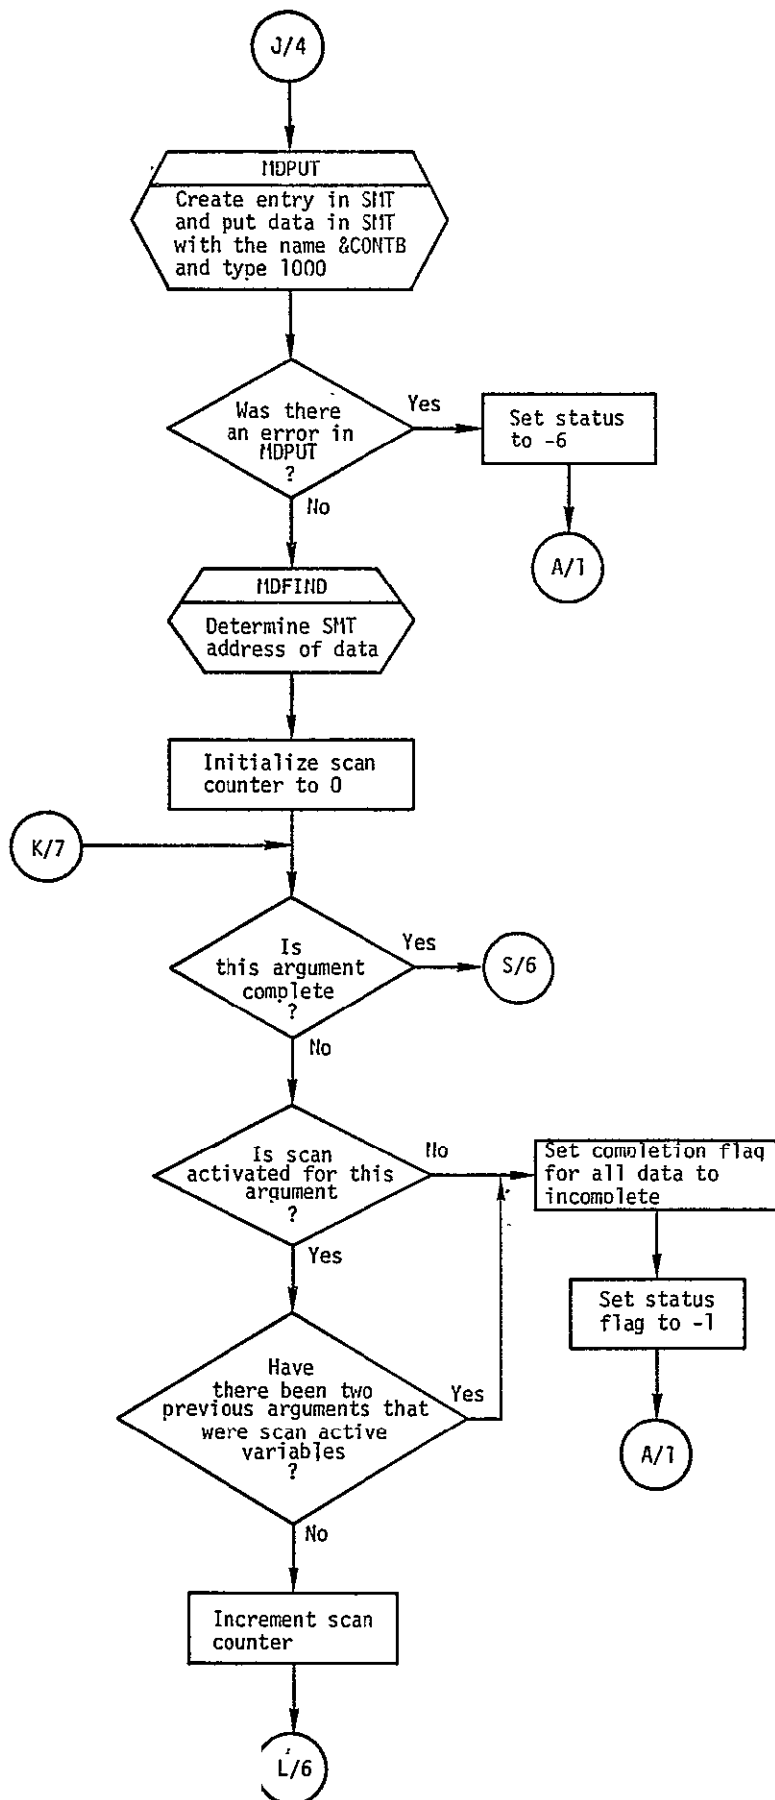 J/4
MDPUT
Create entry in SMT
and put data in SMT
with the name &CONTB
and type 1000
Was there
an error in
MDPUT
?
Yes
Set status
to -6
No
A/1
MDFIND
Determine SMT
address of data
Initialize scan
counter to 0
K/7
Is
this argument
complete
?
Yes
S/6
No
Is scan
activated for this
argument
?
No
Set completion flag
for all data to
incomplete
Yes
Set status
flag to -1
Have
there been two
previous arguments that
were scan active
variables
?
Yes
A/1
No
Increment scan
counter
L/6